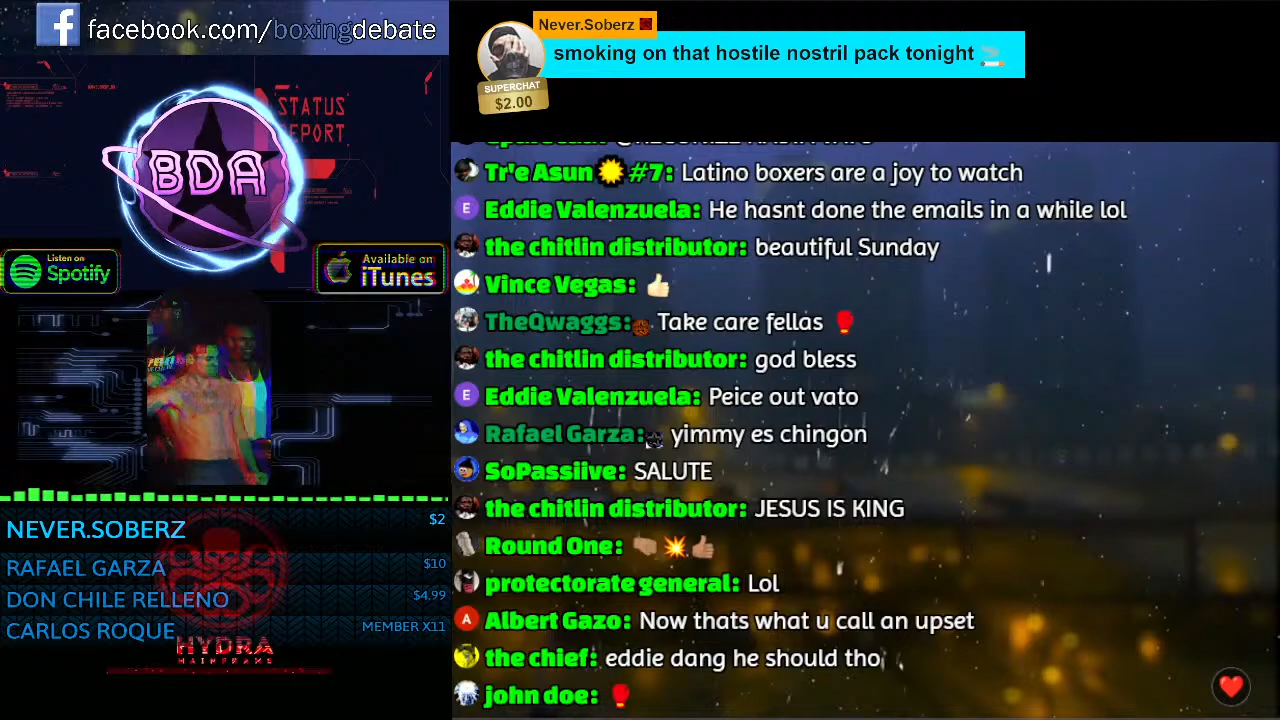 facebook.com/boxingdebate
STATUS
REPORT
BDA
Listen on
Spotify
Available on
iTunes
NEVER.SOBERZ $2
RAFAEL GARZA $10
DON CHILE RELLENO $4.99
CARLOS ROQUE MEMBER X11
HYDRA
MAINFRAME
Never.Soberz
smoking on that hostile nostril pack tonight
SUPERCHAT
$2.00
Tr'e Asun #7: Latino boxers are a joy to watch
E Eddie Valenzuela: He hasnt done the emails in a while lol
the chitlin distributor: beautiful Sunday
Vince Vegas: 👍🏻
TheQwaggs: Take care fellas 🥊
the chitlin distributor: god bless
E Eddie Valenzuela: Peice out vato
Rafael Garza: yimmy es chingon
SoPassiive: SALUTE
the chitlin distributor: JESUS IS KING
Round One: 🤜🏽💥👍🏽
protectorate general: Lol
A Albert Gazo: Now thats what u call an upset
the chief: eddie dang he should tho
john doe: 🥊